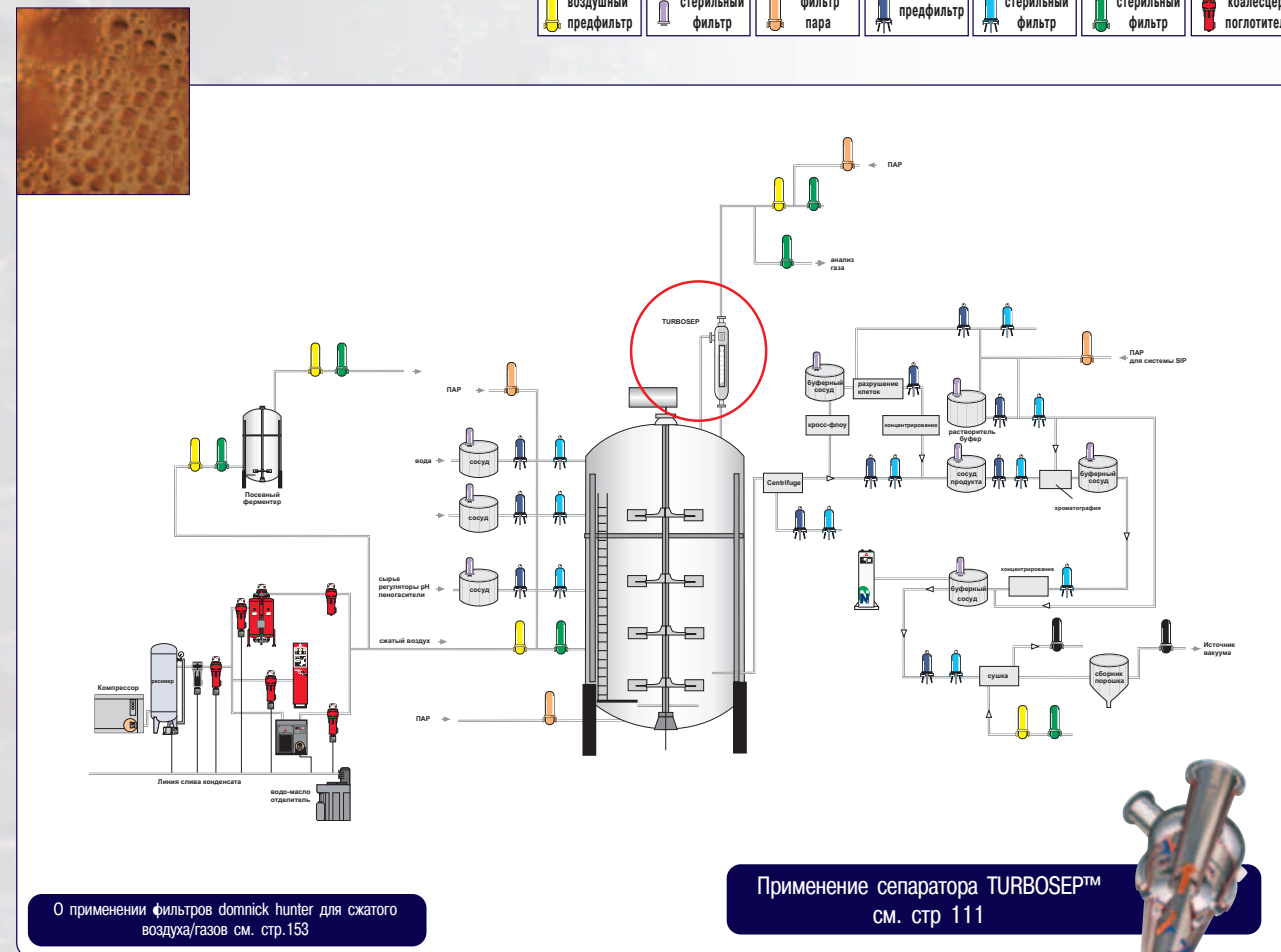 воздушный
предфильтр
стерильный
фильтр
фильтр
пара
предфильтр
стерильный
фильтр
стерильный
фильтр
ПАР
анализ
газа
TURBOSEP
ПАР
для системы SIP
ПАР
буферный
сосуд
разрушение
клеток
кросс-флоу
концентрирование
растворитель
буфер
вода
сосуд
Centrifuge
сосуд
продукта
буферный
сосуд
хроматография
Посевный
ферментер
сосуд
сырье
регуляторы pH
пеногасители
сосуд
концентрирование
буферный
сосуд
N
сжатый воздух
Источник
вакуума
сушка
сборник
порошка
Компрессор
ресивер
ПАР
Линия слива конденсата
водо-масло
отделитель
Применение сепаратора TURBOSEP™
см. стр 111
О применении фильтров domnick hunter для сжатого
воздуха/газов см. стр.153